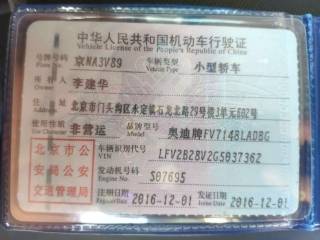 中华人民共和国机动车行驶证
Vehicle License of the People's Republic of China
号牌号码 京NA3V89 车辆类型 小型轿车
Plate No. Vehicle Type
所有人 李建华
Owner
住址 北京市门头沟区永定镇石龙北路29号楼3单元602号
Address
使用性质 非营运 品牌型号 奥迪牌FV7148LADBG
Use Character Model
北京市公安局公安交通管理局
车辆识别代号 LFV2B28V2G5037362
VIN
发动机号码 S07695
Engine No.
注册日期 2016-12-01 发证日期 2016-12-01
Register Date Issue Date